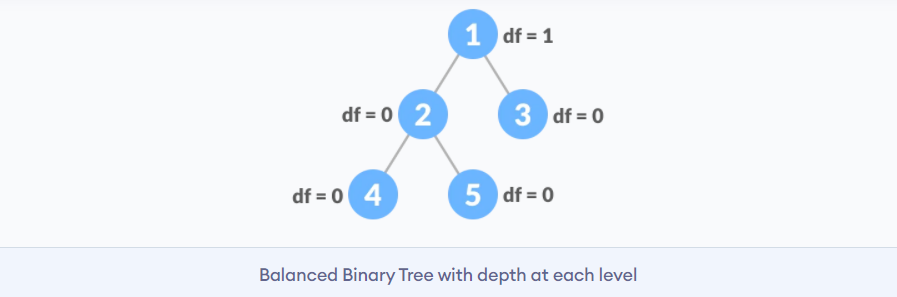 1 df = 1
df = 0 2 3 df = 0
df = 0 4 5 df = 0
Balanced Binary Tree with depth at each level